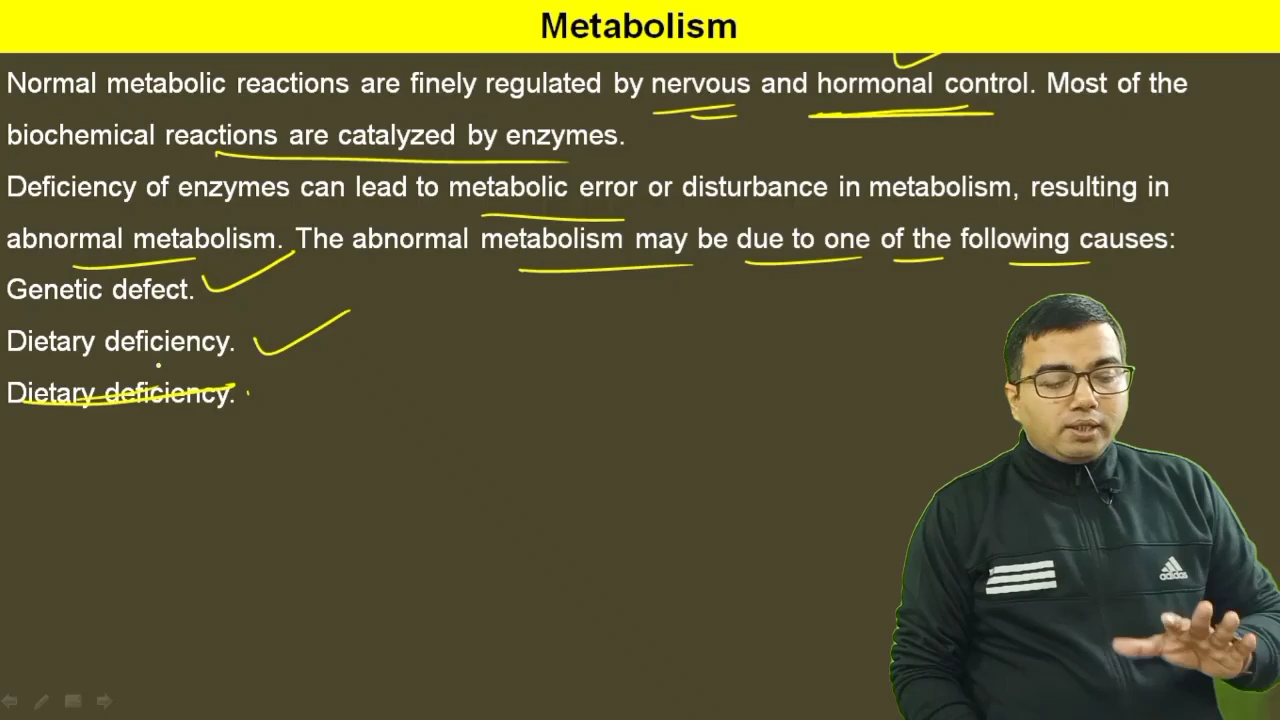 Metabolism
Normal metabolic reactions are finely regulated by nervous and hormonal control. Most of the
biochemical reactions are catalyzed by enzymes.
Deficiency of enzymes can lead to metabolic error or disturbance in metabolism, resulting in
abnormal metabolism. The abnormal metabolism may be due to one of the following causes:
Genetic defect.
Dietary deficiency.
Dietary deficiency.
adidas